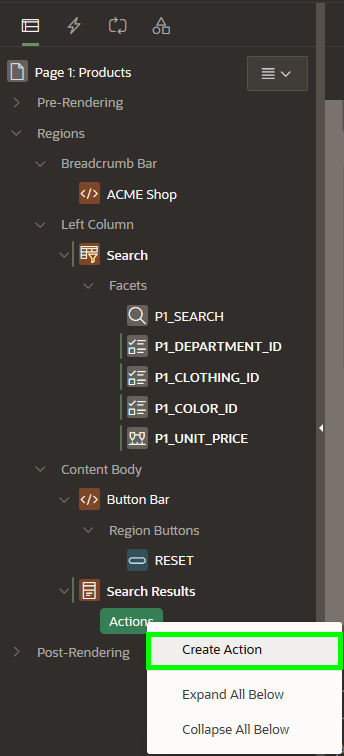 Page 1: Products
Pre-Rendering
Regions
Breadcrumb Bar
ACME Shop
Left Column
Search
Facets
P1_SEARCH
P1_DEPARTMENT_ID
P1_CLOTHING_ID
P1_COLOR_ID
P1_UNIT_PRICE
Content Body
Button Bar
Region Buttons
RESET
Search Results
Actions
Create Action
Post-Rendering
Expand All Below
Collapse All Below